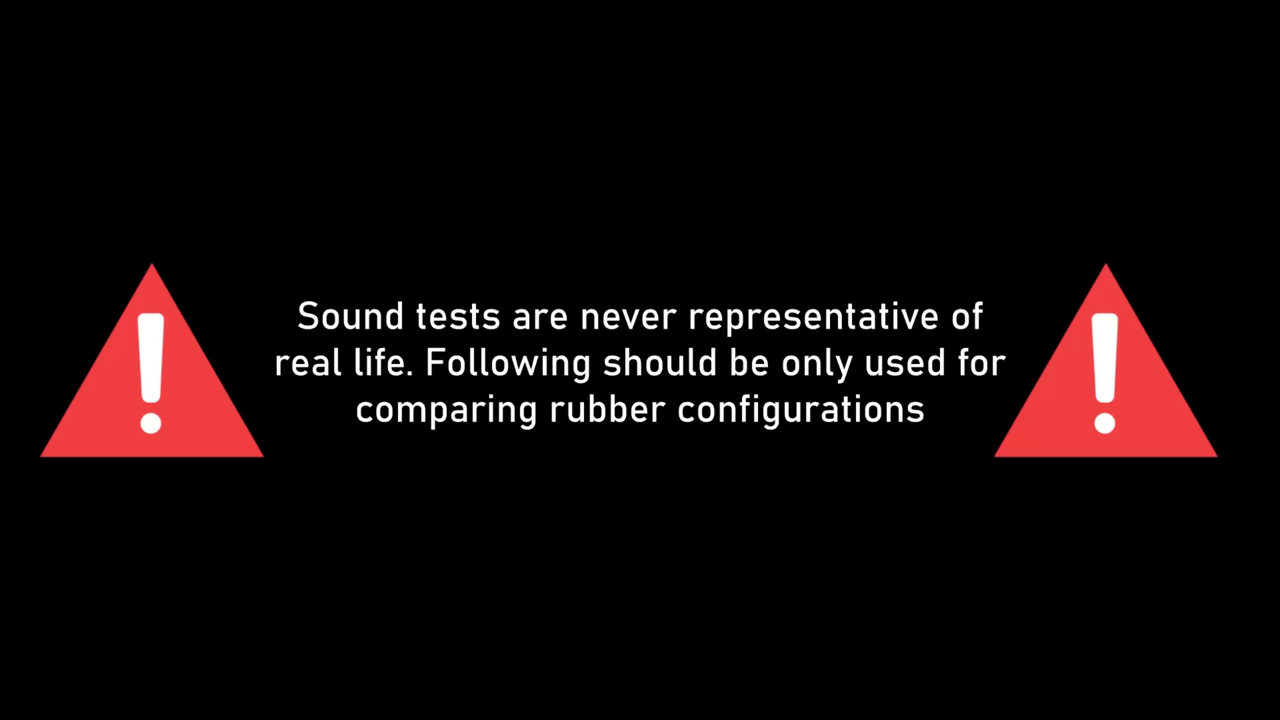 Sound tests are never representative of
real life. Following should be only used for
comparing rubber configurations